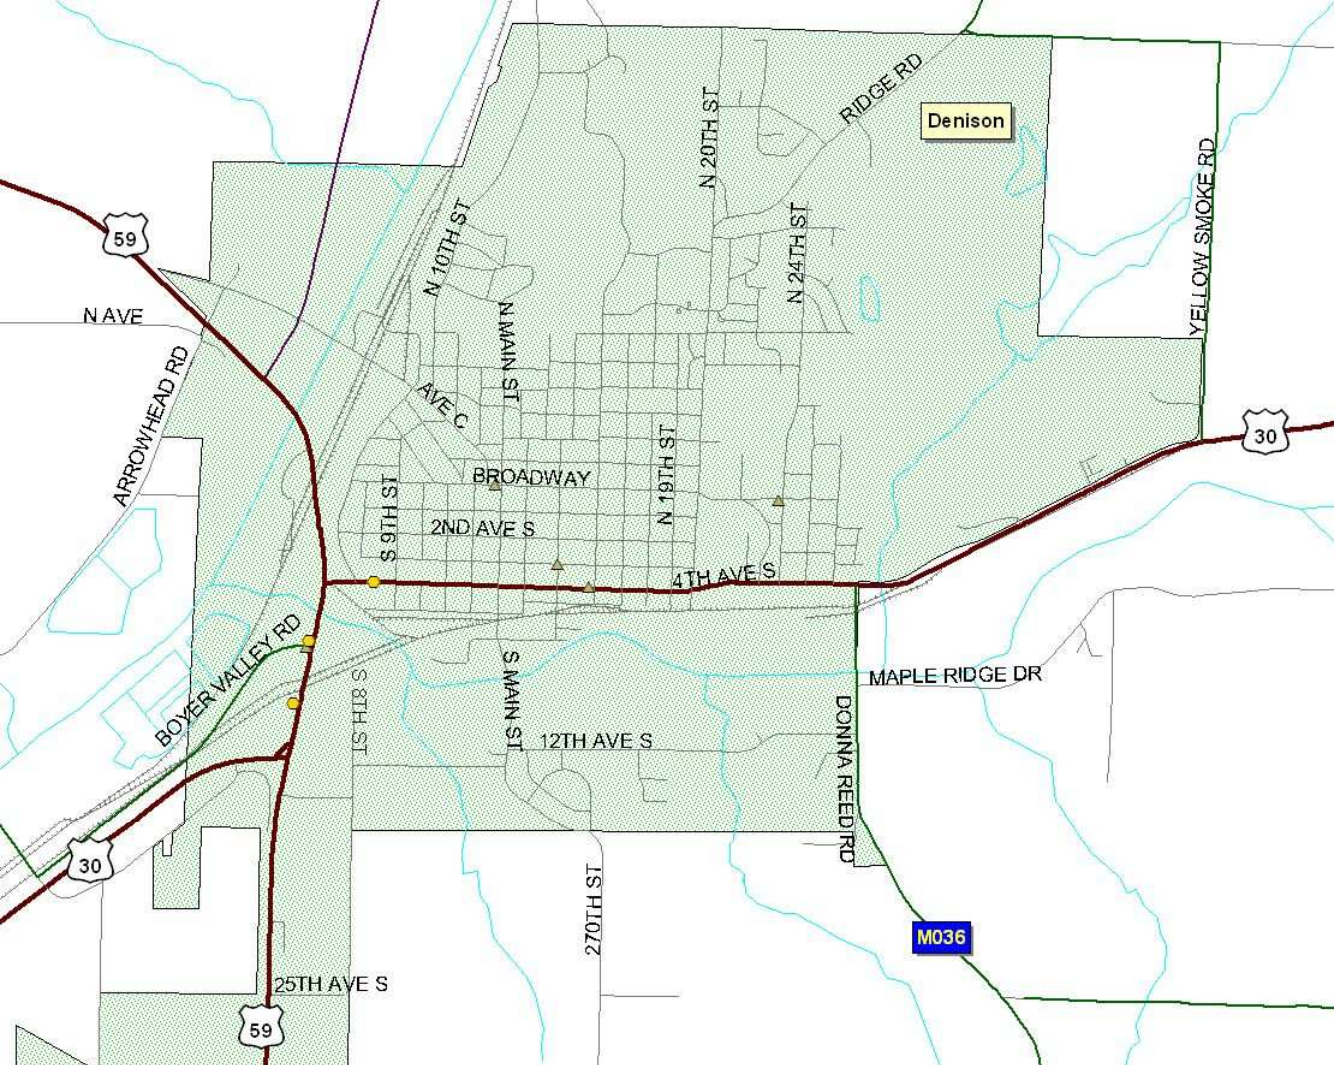 RIDGE RD
Denison
N 20TH ST
YELLOW SMOKE RD
59
N 10TH ST
N 24TH ST
N AVE
N MAIN ST
ARROWHEAD RD
AVE C
30
BROADWAY
N 19TH ST
S 9TH ST
2ND AVE S
4TH AVE S
BOYER VALLEY RD
S 8TH ST
S MAIN ST
MAPLE RIDGE DR
DONNA REED RD
12TH AVE S
30
270TH ST
M036
25TH AVE S
59